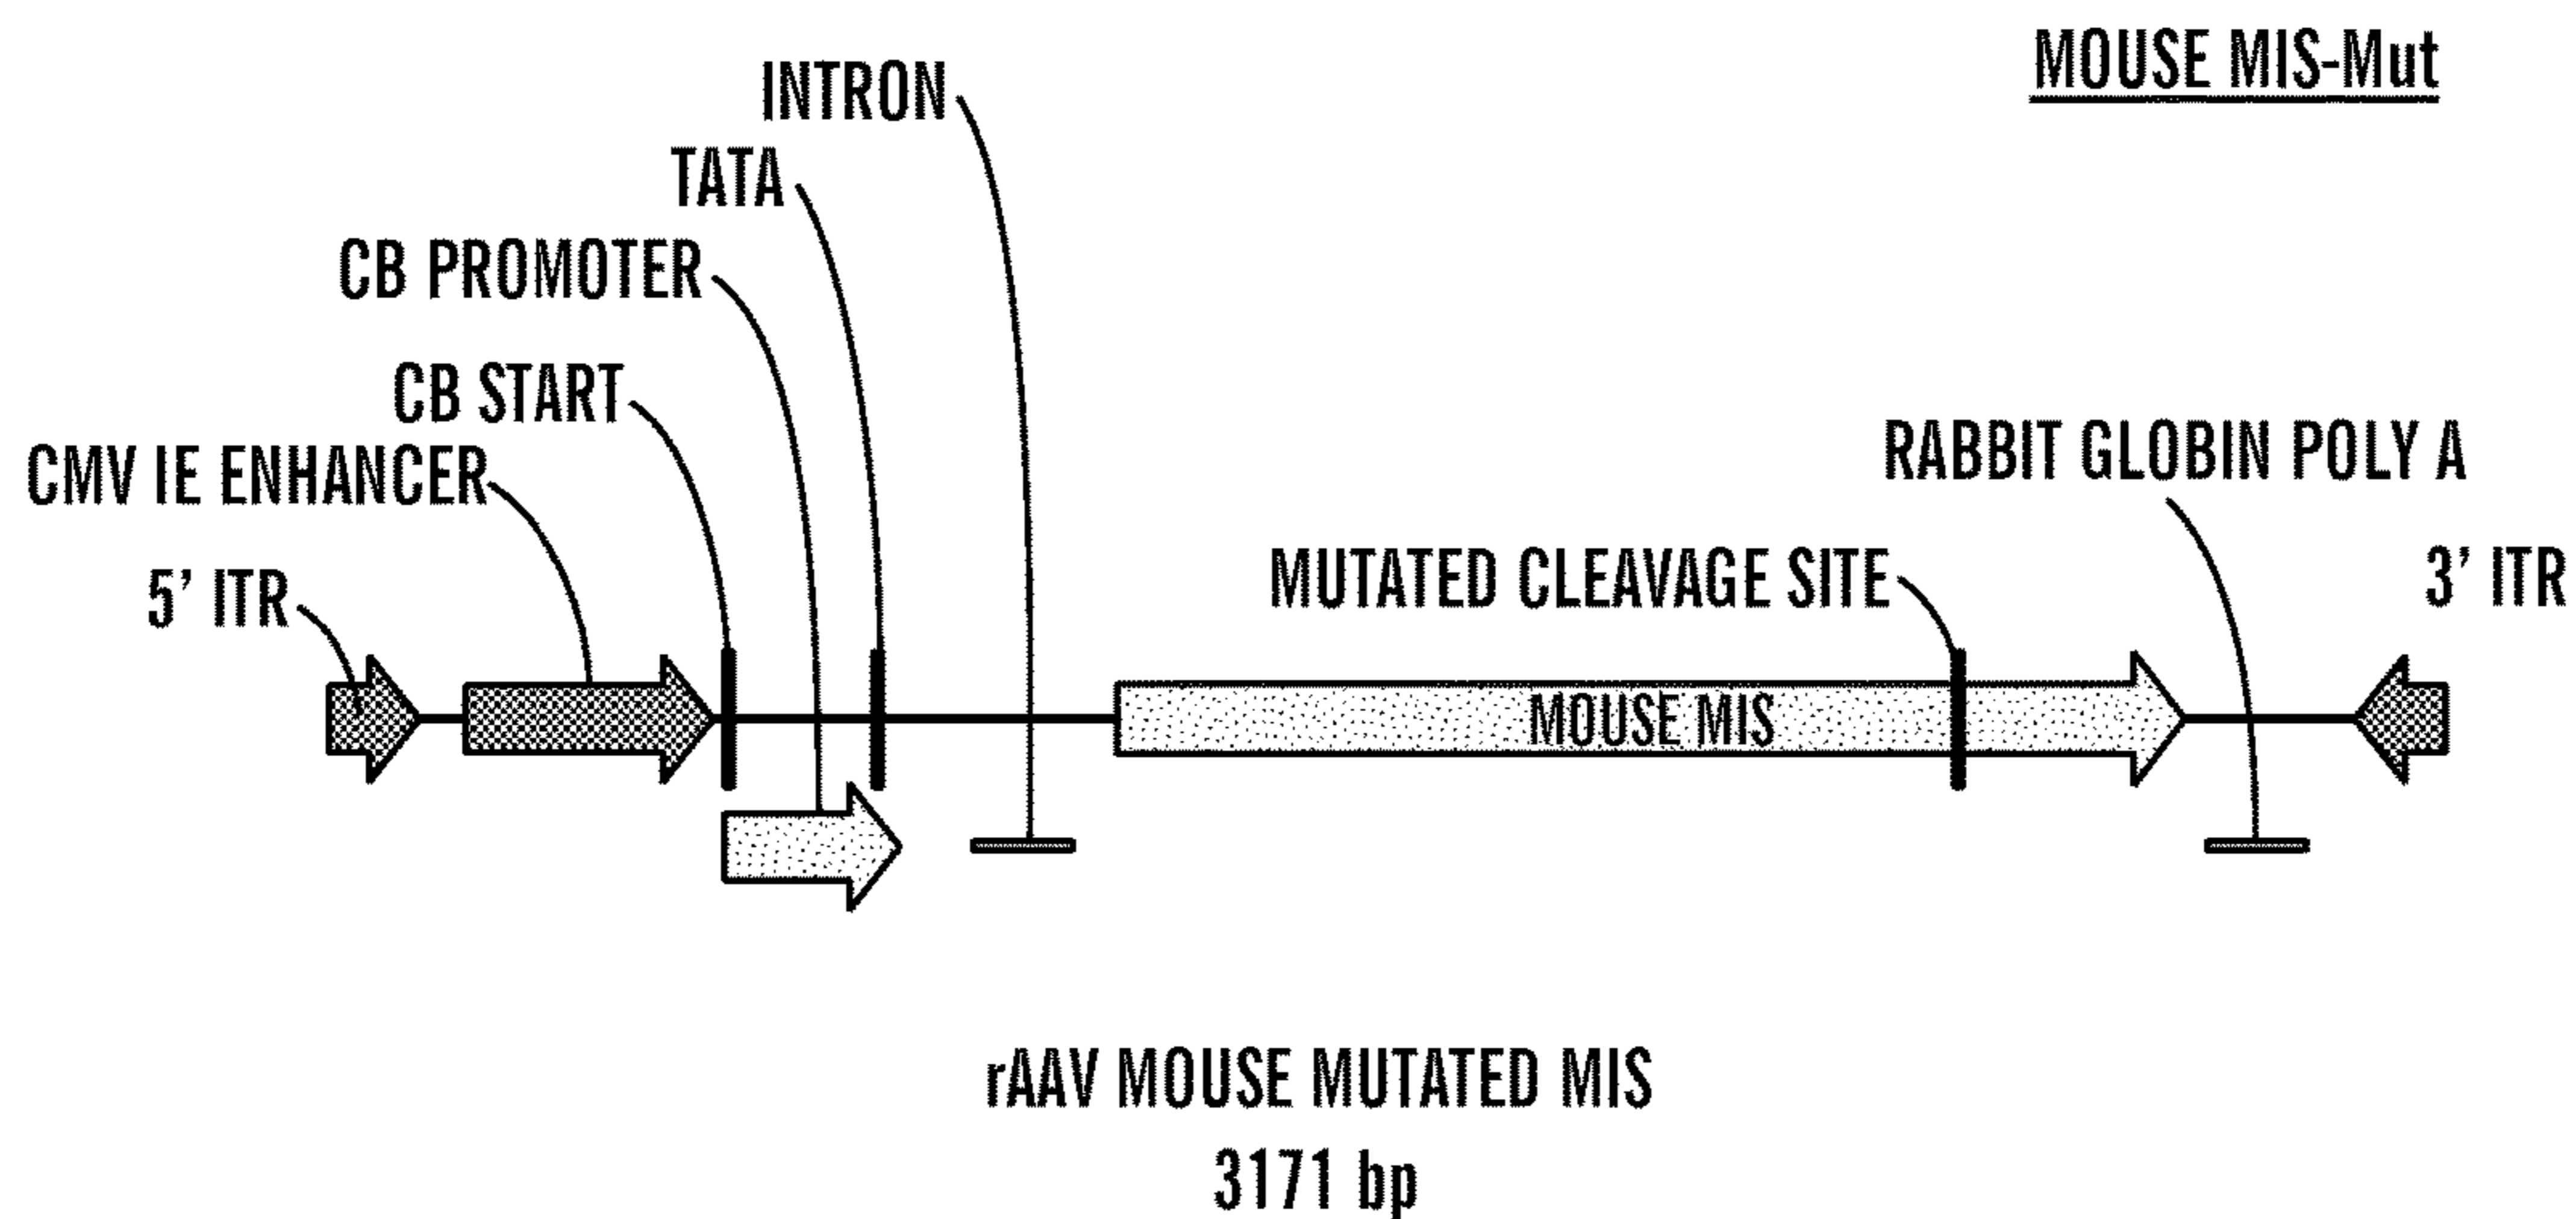 MOUSE MIS-Mut
INTRON
TATA
CB PROMOTER
CB START
CMV IE ENHANCER
5' ITR
RABBIT GLOBIN POLY A
MUTATED CLEAVAGE SITE
3' ITR
MOUSE MIS
rAAV MOUSE MUTATED MIS
3171 bp